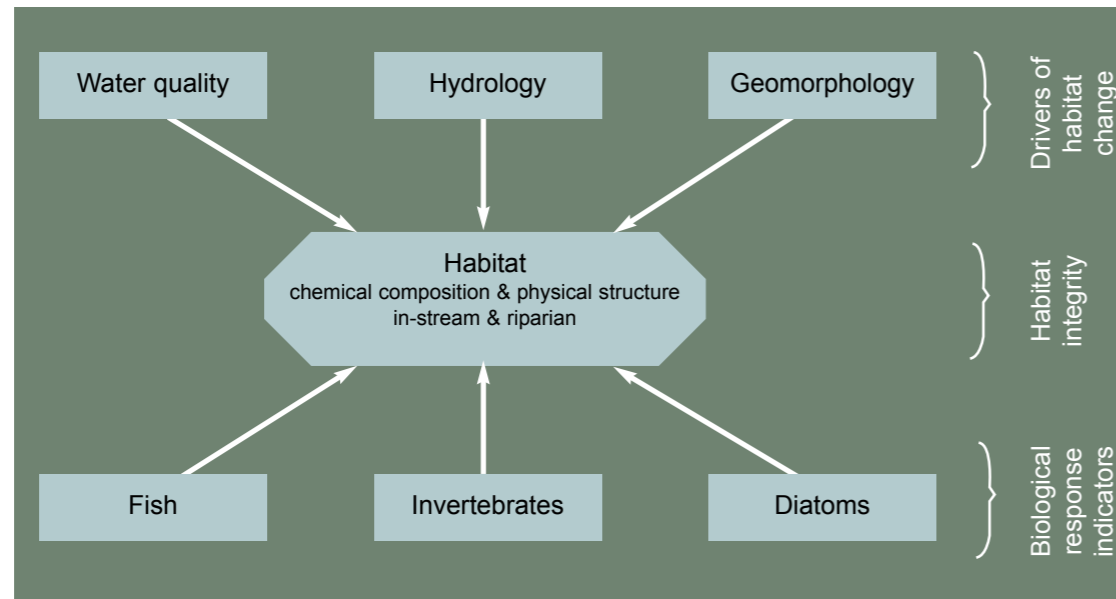 Water quality
Hydrology
Geomorphology
Drivers of
habitat
change
Habitat
chemical composition & physical structure
in-stream & riparian
Habitat
integrity
Fish
Invertebrates
Diatoms
Biological
response
indicators